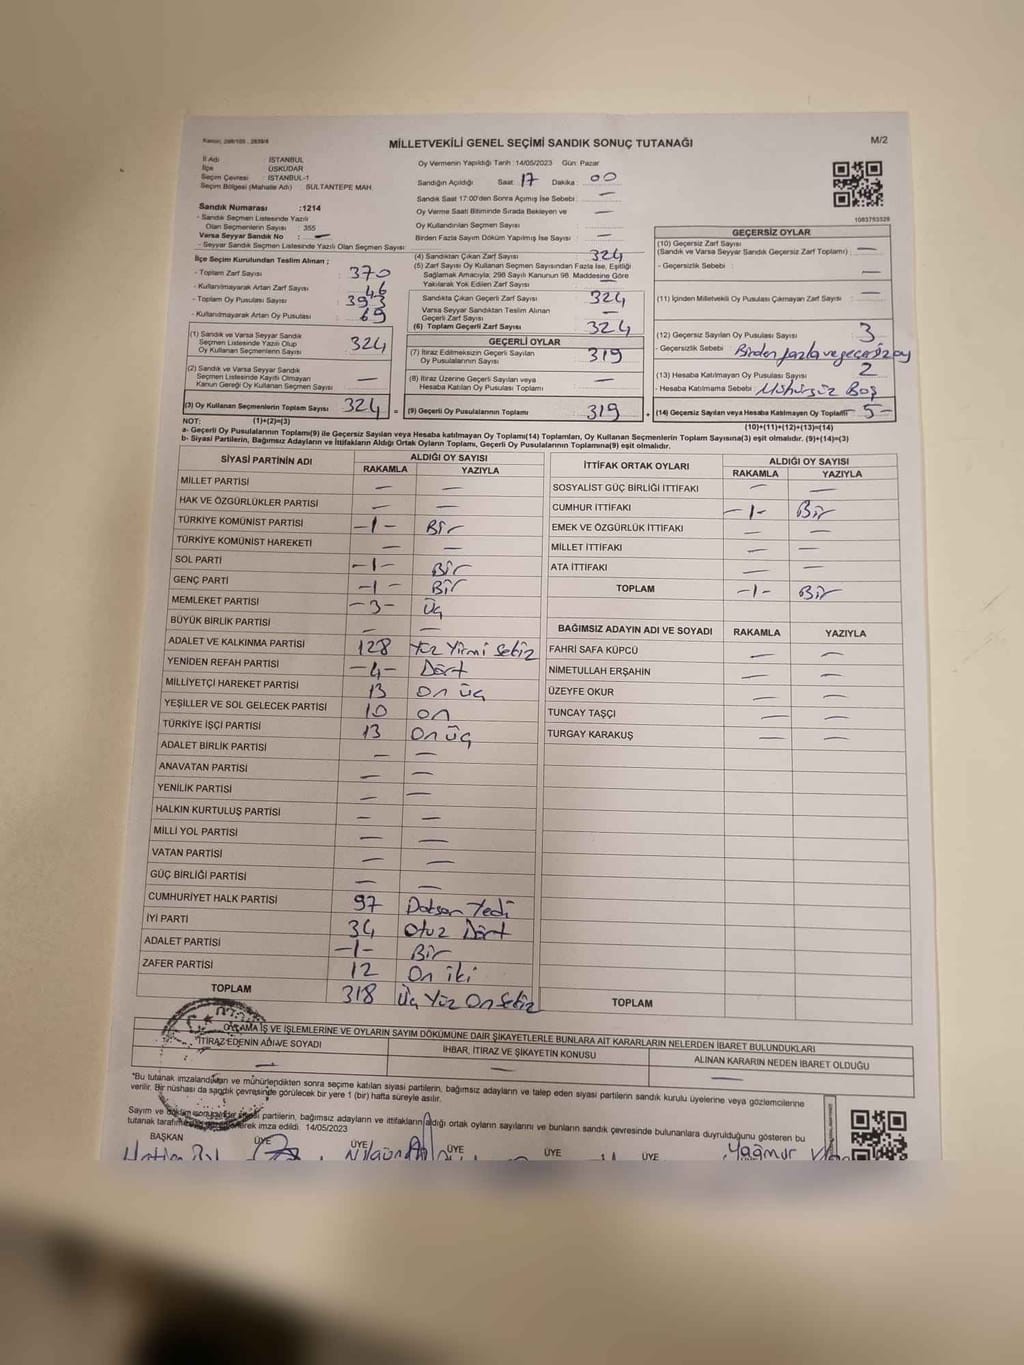 Kanun; 298/105 , 2839/4
MİLLETVEKİLİ GENEL SEÇİMİ SANDIK SONUÇ TUTANAĞI
M/2
İl Adı : İSTANBUL
İlçe : ÜSKÜDAR
Seçim Çevresi : İSTANBUL-1
Seçim Bölgesi (Mahalle Adı) : SULTANTEPE MAH.
Sandık Numarası :1214
- Sandık Seçmen Listesinde Yazılı
Olan Seçmenlerin Sayısı : 355
Varsa Seyyar Sandık No : —
- Seyyar Sandık Seçmen Listesinde Yazılı Olan Seçmen Sayısı:
Oy Vermenin Yapıldığı Tarih :14/05/2023 Gün: Pazar
Sandığın Açıldığı Saat: 17 Dakika : 00
Sandık Saat 17:00'den Sonra Açımış İse Sebebi: —
Oy Verme Saati Bitiminde Sırada Bekleyen ve —
Oy Kullandırılan Seçmen Sayısı :
Birden Fazla Sayım Döküm Yapılmış İse Sayısı : —
1083793529
İlçe Seçim Kurulundan Teslim Alınan ;
- Toplam Zarf Sayısı : 370
- Kullanılmayarak Artan Zarf Sayısı : 46
- Toplam Oy Pusulası Sayısı : 393
- Kullanılmayarak Artan Oy Pusulası : 69
(1) Sandık ve Varsa Seyyar Sandık
Seçmen Listesinde Yazılı Olup
Oy Kullanan Seçmenlerin Sayısı : 324
(2) Sandık ve Varsa Seyyar Sandık
Seçmen Listesinde Kayıtlı Olmayan
Kanun Gereği Oy Kullanan Seçmen Sayısı : —
(3) Oy Kullanan Seçmenlerin Toplam Sayısı : 324 =
(1)+(2)=(3)
(4) Sandıktan Çıkan Zarf Sayısı : 324
(5) Zarf Sayısı Oy Kullanan Seçmen Sayısından Fazla İse, Eşitliği
Sağlamak Amacıyla; 298 Sayılı Kanunun 98. Maddesine Göre
Yakılarak Yok Edilen Zarf Sayısı : —
Sandıkta Çıkan Geçerli Zarf Sayısı : 324
Varsa Seyyar Sandıktan Teslim Alınan
Geçerli Zarf Sayısı : —
(6) Toplam Geçerli Zarf Sayısı : 324
GEÇERLİ OYLAR
(7) İtiraz Edilmeksizin Geçerli Sayılan
Oy Pusulalarının Sayısı : 319
(8) İtiraz Üzerine Geçerli Sayılan veya
Hesaba Katılan Oy Pusulası Toplamı : —
(9) Geçerli Oy Pusulalarının Toplamı : 319 +
GEÇERSİZ OYLAR
(10) Geçersiz Zarf Sayısı
(Sandık ve Varsa Seyyar Sandık Geçersiz Zarf Toplamı) : —
- Geçersizlik Sebebi : —
(11) İçinden Milletvekili Oy Pusulası Çıkmayan Zarf Sayısı : —
(12) Geçersiz Sayılan Oy Pusulası Sayısı : 3
- Geçersizlik Sebebi : Birden fazla ve geçersiz oy
(13) Hesaba Katılmayan Oy Pusulası Sayısı : 2
- Hesaba Katılmama Sebebi : Mühürsüz Boş
(14) Geçersiz Sayılan veya Hesaba Katılmayan Oy Toplamı: -5-
(10)+(11)+(12)+(13)=(14)
NOT:
a- Geçerli Oy Pusulalarının Toplamı(9) ile Geçersiz Sayılan veya Hesaba katılmayan Oy Toplamı(14) Toplamları, Oy Kullanan Seçmenlerin Toplam Sayısına(3) eşit olmalıdır. (9)+(14)=(3)
b- Siyasi Partilerin, Bağımsız Adayların ve İttifakların Aldığı Ortak Oyların Toplamı, Geçerli Oy Pusulalarının Toplamına(9) eşit olmalıdır.
SİYASİ PARTİNİN ADI ALDIĞI OY SAYISI
RAKAMLA YAZIYLA
MİLLET PARTİSİ — —
HAK VE ÖZGÜRLÜKLER PARTİSİ — —
TÜRKİYE KOMÜNİST PARTİSİ -1- Bir
TÜRKİYE KOMÜNİST HAREKETİ — —
SOL PARTİ -1- Bir
GENÇ PARTİ -1- Bir
MEMLEKET PARTİSİ -3- Üç
BÜYÜK BİRLİK PARTİSİ — —
ADALET VE KALKINMA PARTİSİ 128 Yüz Yirmi Sekiz
YENİDEN REFAH PARTİSİ -4- Dört
MİLLİYETÇİ HAREKET PARTİSİ 13 On üç
YEŞİLLER VE SOL GELECEK PARTİSİ 10 On
TÜRKİYE İŞÇİ PARTİSİ 13 On üç
ADALET BİRLİK PARTİSİ — —
ANAVATAN PARTİSİ — —
YENİLİK PARTİSİ — —
HALKIN KURTULUŞ PARTİSİ — —
MİLLİ YOL PARTİSİ — —
VATAN PARTİSİ — —
GÜÇ BİRLİĞİ PARTİSİ — —
CUMHURİYET HALK PARTİSİ 97 Doksan Yedi
İYİ PARTİ 34 Otuz Dört
ADALET PARTİSİ -1- Bir
ZAFER PARTİSİ 12 On iki
TOPLAM 318 Üç Yüz On Sekiz
İTTİFAK ORTAK OYLARI ALDIĞI OY SAYISI
RAKAMLA YAZIYLA
SOSYALİST GÜÇ BİRLİĞİ İTTİFAKI — —
CUMHUR İTTİFAKI -1- Bir
EMEK VE ÖZGÜRLÜK İTTİFAKI — —
MİLLET İTTİFAKI — —
ATA İTTİFAKI — —
TOPLAM -1- Bir
BAĞIMSIZ ADAYIN ADI VE SOYADI RAKAMLA YAZIYLA
FAHRİ SAFA KÜPCÜ — —
NİMETULLAH ERŞAHİN — —
ÜZEYFE OKUR — —
TUNCAY TAŞÇI — —
TURGAY KARAKUŞ — —
TOPLAM
OYLAMA İŞ VE İŞLEMLERİNE VE OYLARIN SAYIM DÖKÜMÜNE DAİR ŞİKAYETLERLE BUNLARA AİT KARARLARIN NELERDEN İBARET BULUNDUKLARI
İTİRAZ EDENİN ADI VE SOYADI İHBAR, İTİRAZ VE ŞİKAYETİN KONUSU ALINAN KARARIN NEDEN İBARET OLDUĞU
— — —
*Bu tutanak imzalandıktan ve mühürlendikten sonra seçime katılan siyasi partilerin, bağımsız adayların ve talep eden siyasi partilerin sandık kurulu üyelerine veya gözlemcilerine
verilir. Bir nüshası da sandık çevresinde görülecek bir yere 1 (bir) hafta süreyle asılır.
Sayım ve döküm sonucunda siyasi partilerin, bağımsız adayların ve ittifakların aldığı ortak oyların sayılarını ve bunların sandık çevresinde bulunanlara duyrulduğunu gösteren bu
tutanak tarafımızca düzenlenerek imza edildi. 14/05/2023
BAŞKAN ÜYE ÜYE ÜYE ÜYE ÜYE
Nilgün Yağmur